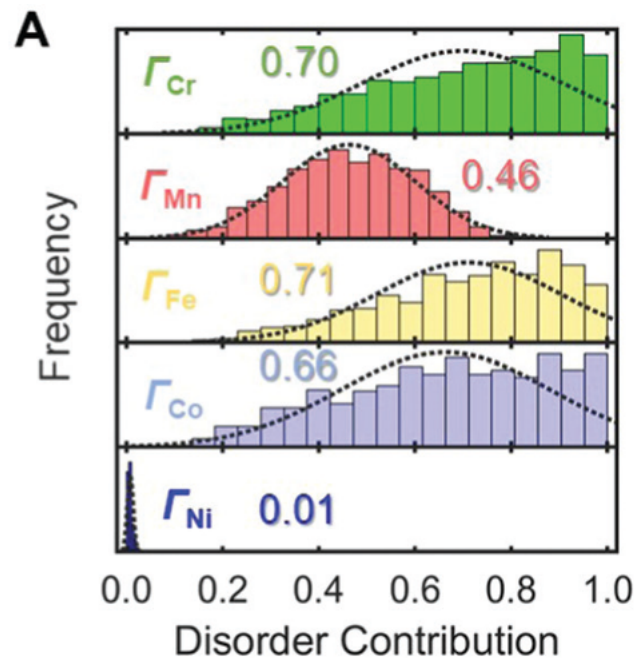 A
ΓCr 0.70
ΓMn 0.46
ΓFe 0.71
ΓCo 0.66
ΓNi 0.01
Frequency
0.0 0.2 0.4 0.6 0.8 1.0
Disorder Contribution